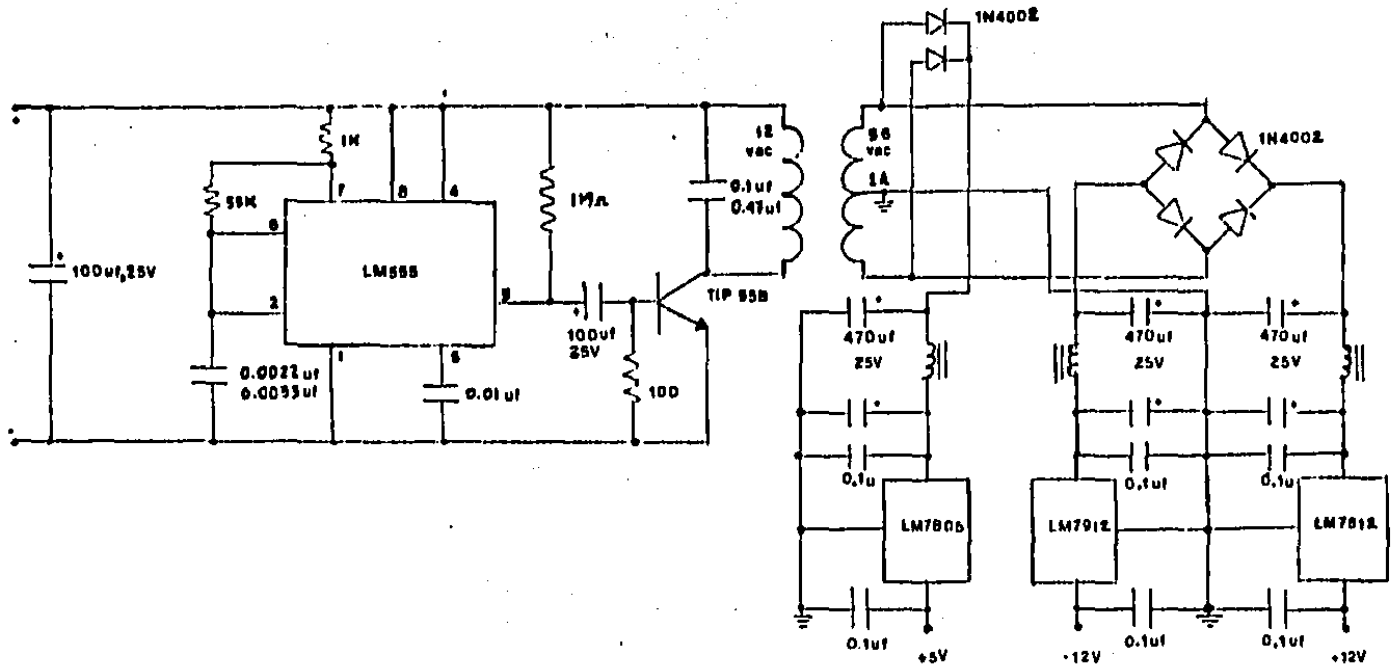 1N4002
1K
7
8
4
12
vac
56
vac
1A
1N4002
0.1uf
0.47uf
6
LM555
100uf,25V
2
3
TIP 55B
100uf
25V
470uf
25V
470uf
25V
470uf
25V
1
5
0.0022uf
0.0033uf
0.01uf
100
0.1u
0.1uf
0.1u
LM7805
LM7912
LM7812
0.1uf
0.1uf
0.1uf
+5V
-12V
+12V